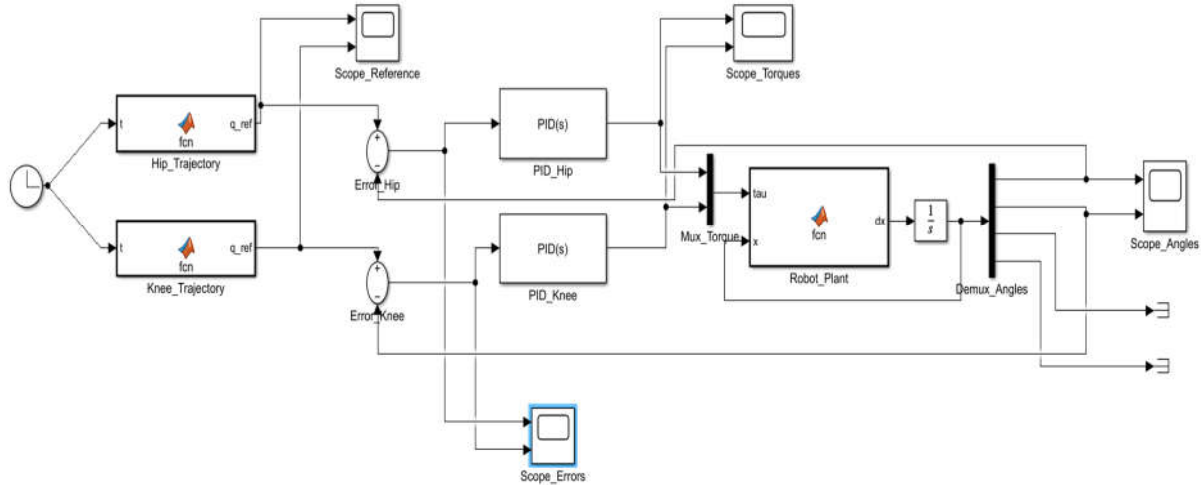 Scope_Reference
Scope_Torques
t
q_ref
fcn
Hip_Trajectory
+
−
Error_Hip
PID(s)
PID_Hip
t
q_ref
fcn
Knee_Trajectory
+
−
Error_Knee
PID(s)
PID_Knee
Mux_Torque
tau
x
dx
fcn
Robot_Plant
1
s
Demux_Angles
Scope_Angles
Scope_Errors